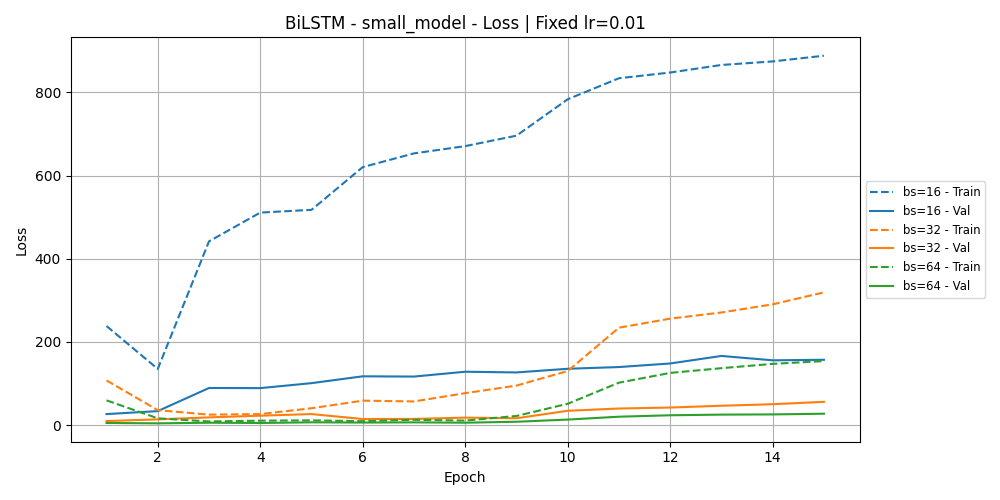 BiLSTM - small_model - Loss | Fixed lr=0.01
Loss
800
600
400
200
0
2
4
6
8
10
12
14
Epoch
bs=16 - Train
bs=16 - Val
bs=32 - Train
bs=32 - Val
bs=64 - Train
bs=64 - Val